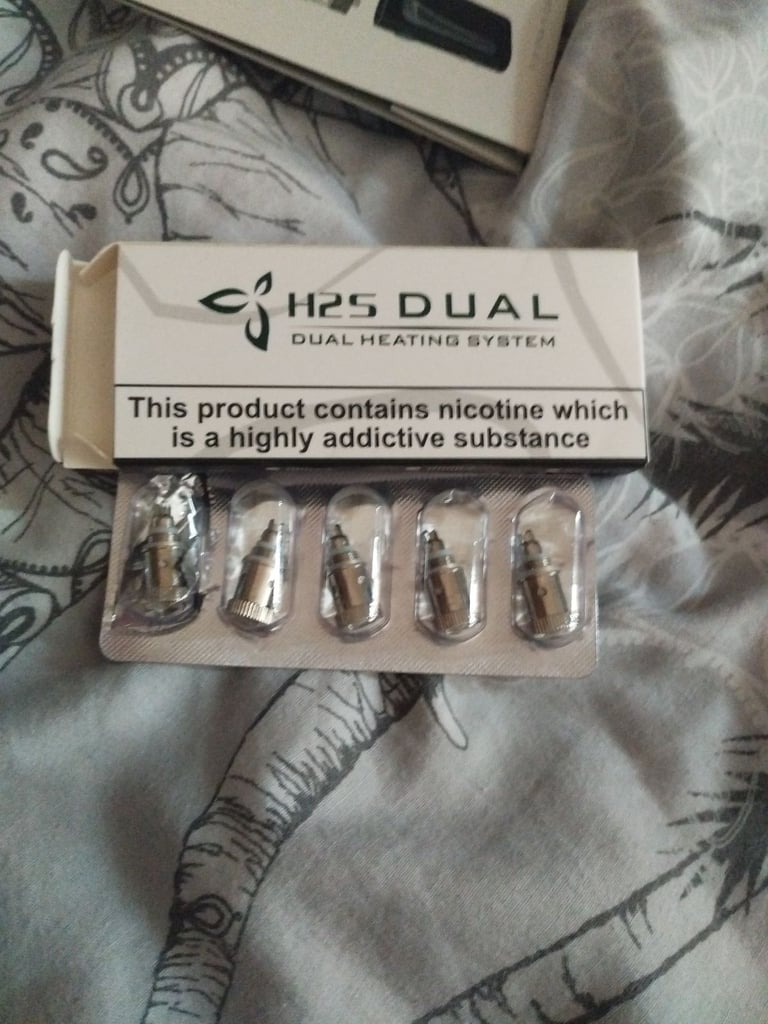 H2S DUAL
DUAL HEATING SYSTEM
This product contains nicotine which
is a highly addictive substance